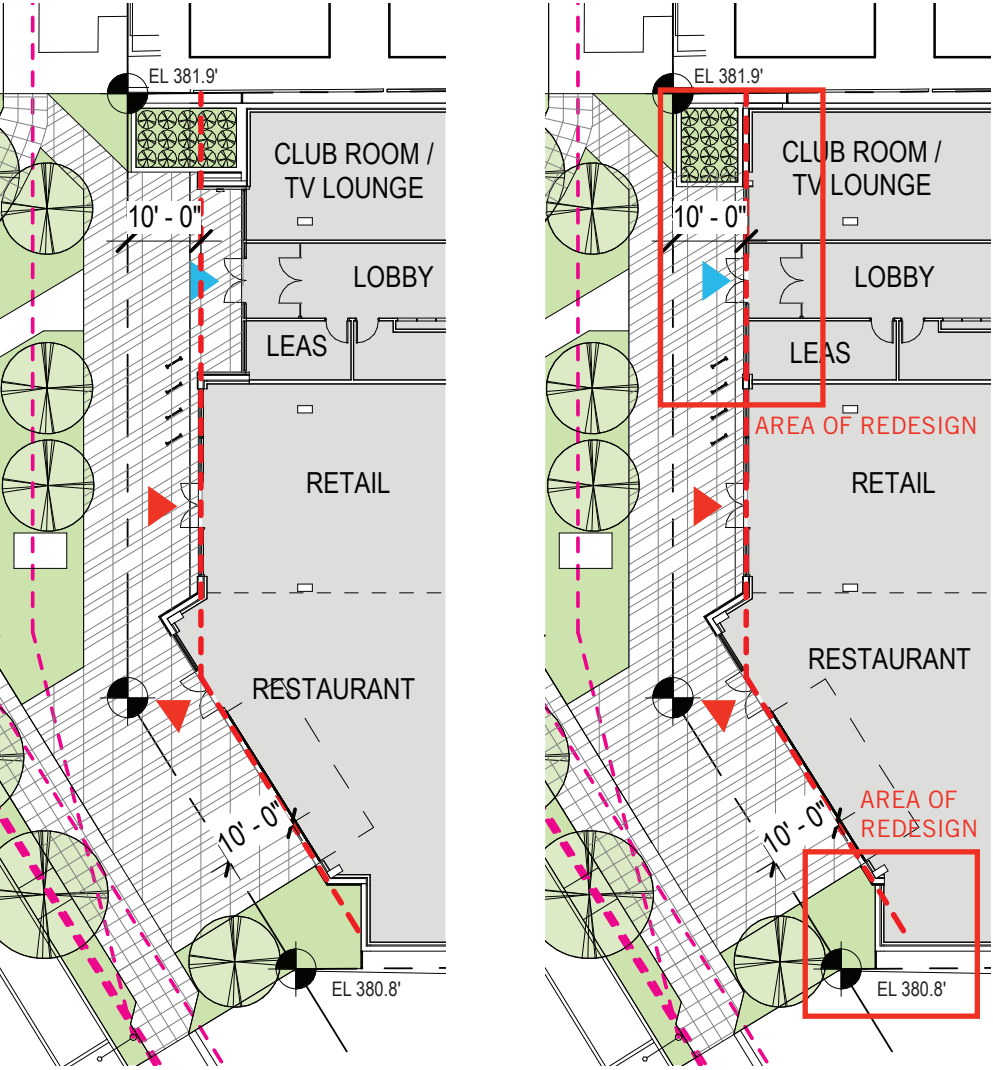 EL 381.9'
CLUB ROOM /
TV LOUNGE
10' - 0"
LOBBY
LEAS
RETAIL
RESTAURANT
10' - 0"
EL 380.8'
EL 381.9'
CLUB ROOM /
TV LOUNGE
10' - 0"
LOBBY
LEAS
AREA OF REDESIGN
RETAIL
RESTAURANT
AREA OF
REDESIGN
10' - 0"
EL 380.8'